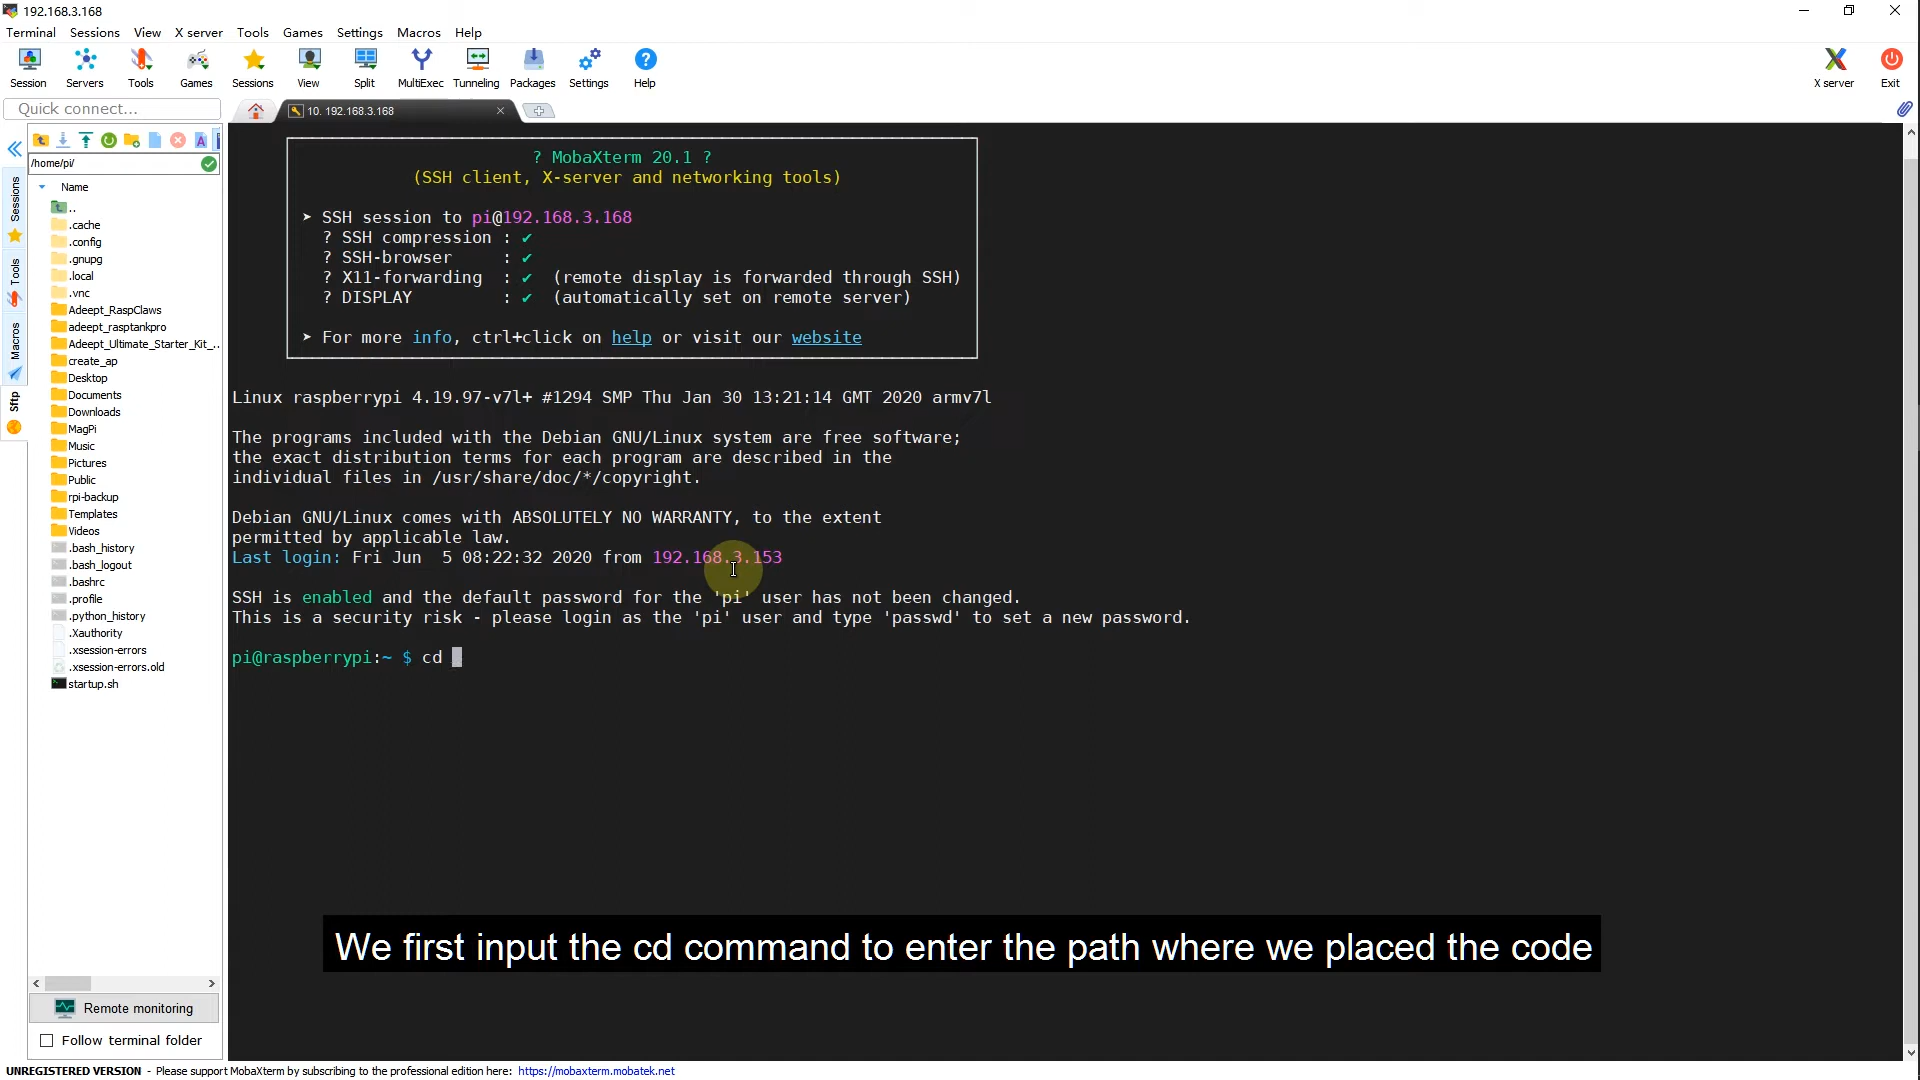 192.168.3.168
Terminal Sessions View X server Tools Games Settings Macros Help
Session Servers Tools Games Sessions View Split MultiExec Tunneling Packages Settings Help X server Exit
Quick connect...
10. 192.168.3.168
/home/pi/
Name
..
.cache
.config
.gnupg
.local
.vnc
Adeept_RaspClaws
adeept_rasptankpro
Adeept_Ultimate_Starter_Kit_..
create_ap
Desktop
Documents
Downloads
MagPi
Music
Pictures
Public
rpi-backup
Templates
Videos
.bash_history
.bash_logout
.bashrc
.profile
.python_history
.Xauthority
.xsession-errors
.xsession-errors.old
startup.sh
Sessions
Tools
Macros
Sftp
Remote monitoring
Follow terminal folder
? MobaXterm 20.1 ?
(SSH client, X-server and networking tools)
➤ SSH session to pi@192.168.3.168
? SSH compression : ✔
? SSH-browser : ✔
? X11-forwarding : ✔ (remote display is forwarded through SSH)
? DISPLAY : ✔ (automatically set on remote server)
➤ For more info, ctrl+click on help or visit our website
Linux raspberrypi 4.19.97-v7l+ #1294 SMP Thu Jan 30 13:21:14 GMT 2020 armv7l
The programs included with the Debian GNU/Linux system are free software;
the exact distribution terms for each program are described in the
individual files in /usr/share/doc/*/copyright.
Debian GNU/Linux comes with ABSOLUTELY NO WARRANTY, to the extent
permitted by applicable law.
Last login: Fri Jun 5 08:22:32 2020 from 192.168.3.153
SSH is enabled and the default password for the 'pi' user has not been changed.
This is a security risk - please login as the 'pi' user and type 'passwd' to set a new password.
pi@raspberrypi:~ $ cd
We first input the cd command to enter the path where we placed the code
UNREGISTERED VERSION - Please support MobaXterm by subscribing to the professional edition here: https://mobaxterm.mobatek.net